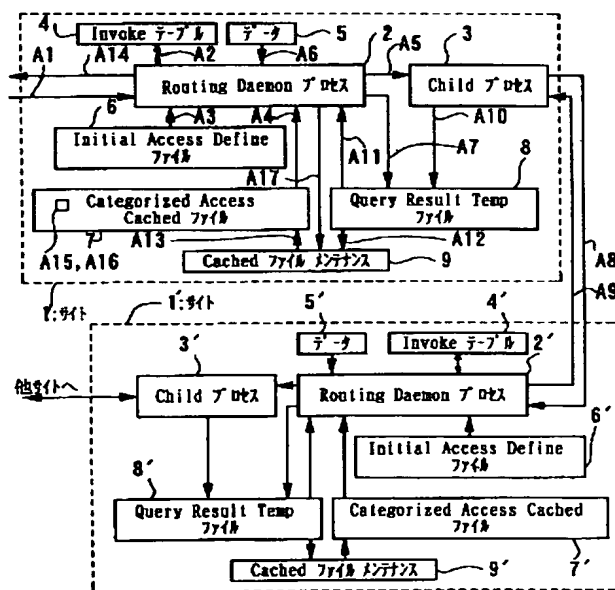 4
Invoke テーブル
データ
5
2
A5
3
A1
A14
A2
A6
Routing Daemon プロセス
Child プロセス
6
A3
A4
A10
Initial Access Define
ファイル
A11
A7
8
A17
Categorized Access
Cached ファイル
Query Result Temp
ファイル
7
A13
A12
A15, A16
Cached ファイル メンテナンス
9
A8
A9
1:サイト
1´:サイト
5´
4´
3´
データ
Invoke テーブル
2´
他サイトへ
Child プロセス
Routing Daemon プロセス
6´
8´
Initial Access Define
ファイル
Query Result Temp
ファイル
Categorized Access Cached
ファイル
7´
Cached ファイル メンテナンス
9´